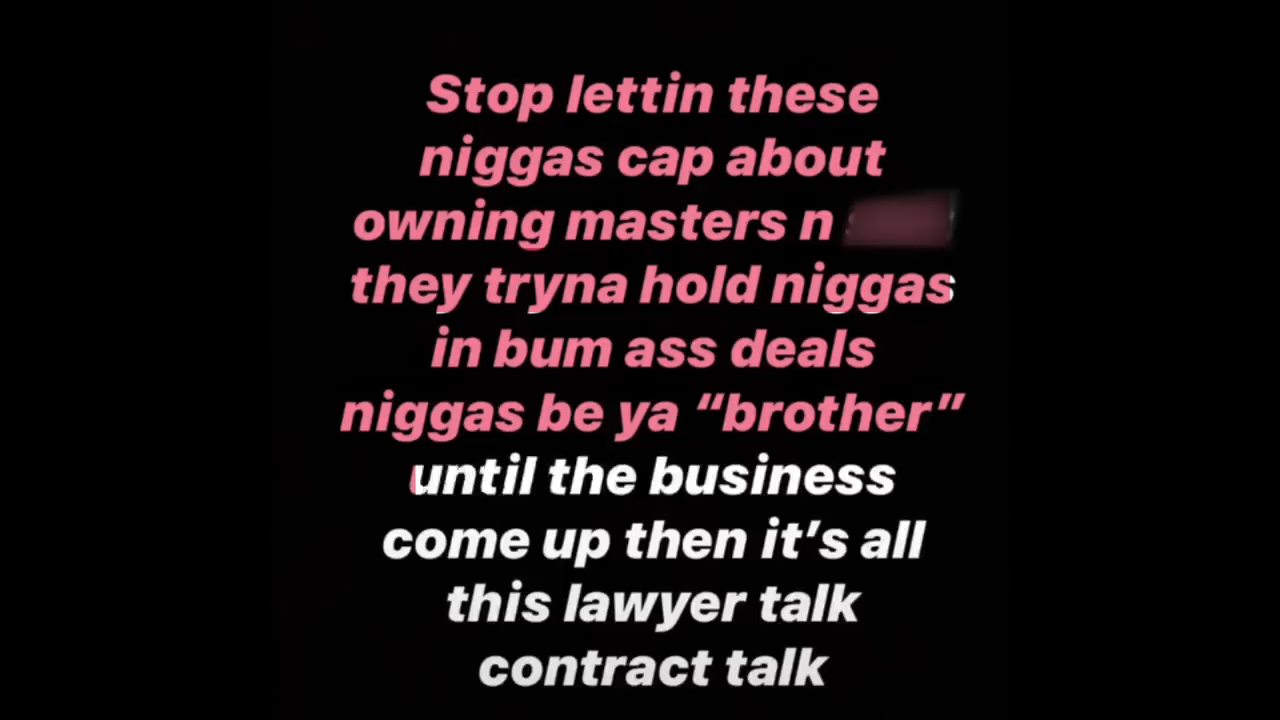 Stop lettin these
niggas cap about
owning masters n
they tryna hold niggas
in bum ass deals
niggas be ya “brother”
until the business
come up then it’s all
this lawyer talk
contract talk